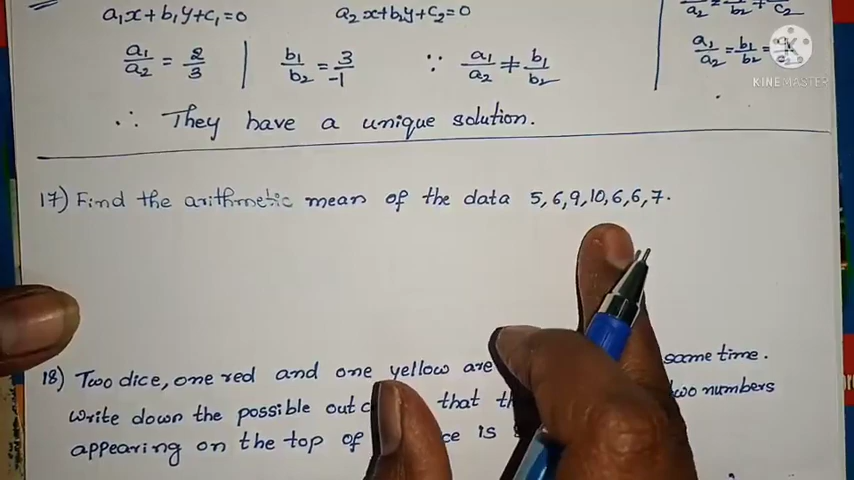 a₁x+b₁y+c₁=0 a₂x+b₂y+c₂=0
a₁/a₂ = 2/3 b₁/b₂ = 3/-1 ∵ a₁/a₂ ≠ b₁/b₂
a₁/a₂ = b₁/b₂ =
KINEMASTER
∴ They have a unique solution.
17) Find the arithmetic mean of the data 5,6,9,10,6,6,7.
18) Two dice, one red and one yellow are same time.
write down the possible that two numbers
appearing on the top of is